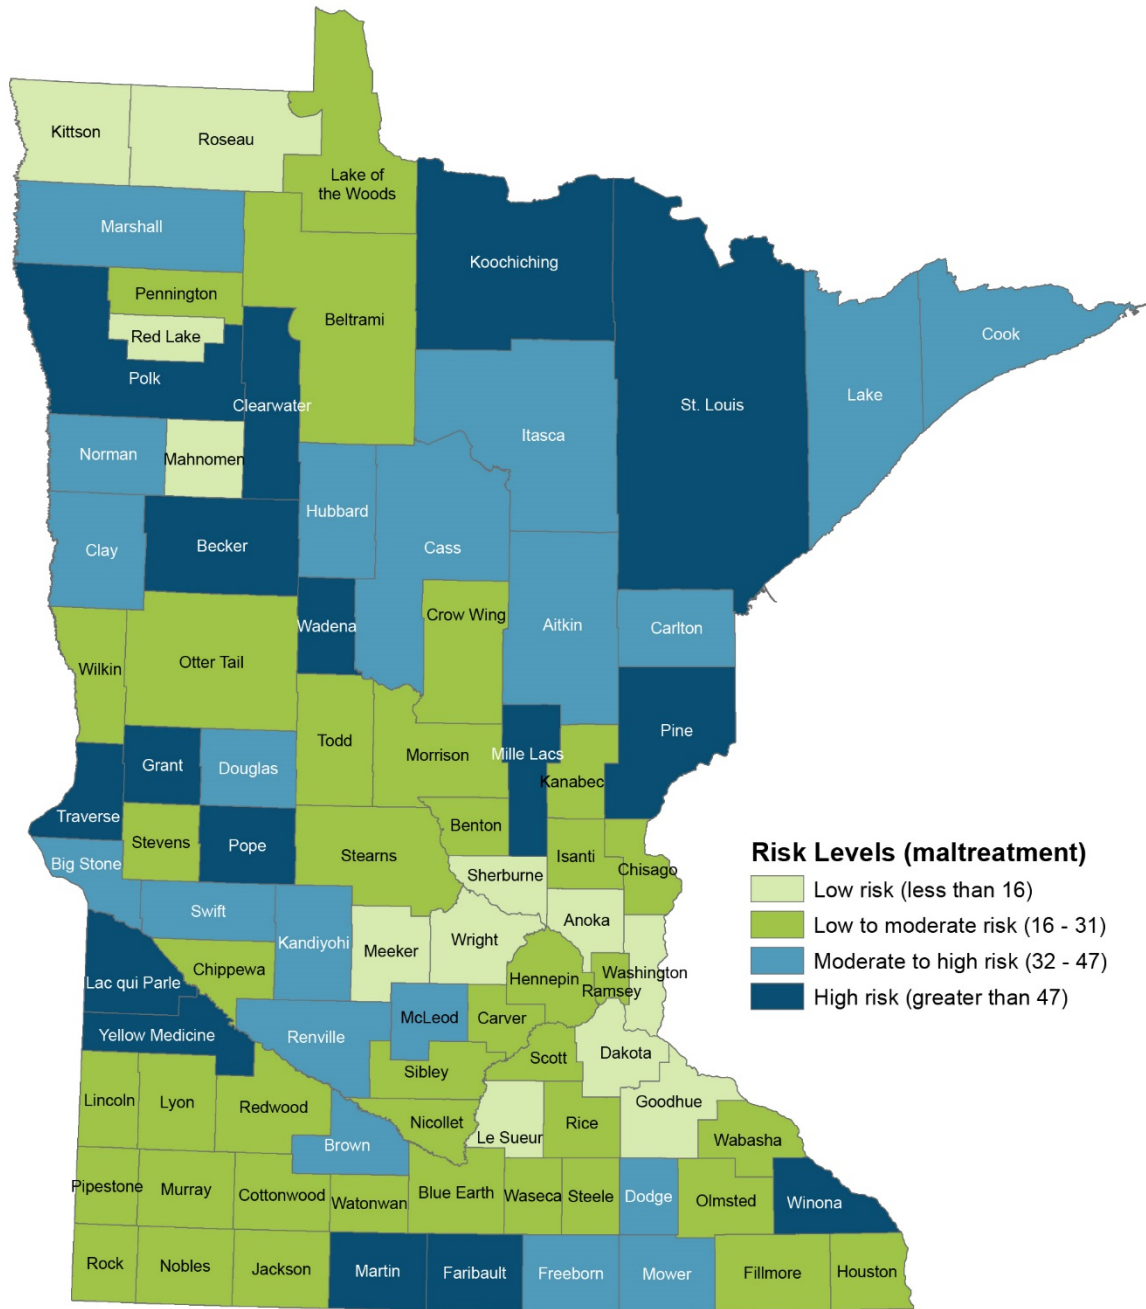 Kittson
Roseau
Lake of
the Woods
Marshall
Koochiching
Pennington
Beltrami
Red Lake
Cook
Polk
Clearwater
St. Louis
Lake
Itasca
Norman
Mahnomen
Hubbard
Becker
Clay
Cass
Crow Wing
Wadena
Aitkin
Carlton
Otter Tail
Wilkin
Pine
Todd
Morrison
Mille Lacs
Grant
Douglas
Kanabec
Traverse
Benton
Stevens
Pope
Stearns
Isanti
Big Stone
Sherburne
Chisago
Swift
Anoka
Kandiyohi
Meeker
Wright
Chippewa
Hennepin
Washington
Lac qui Parle
Ramsey
McLeod
Carver
Yellow Medicine
Renville
Dakota
Scott
Sibley
Lincoln
Lyon
Redwood
Goodhue
Nicollet
Rice
Le Sueur
Wabasha
Brown
Pipestone
Murray
Cottonwood
Watonwan
Blue Earth
Waseca
Steele
Dodge
Olmsted
Winona
Rock
Nobles
Jackson
Martin
Faribault
Freeborn
Mower
Fillmore
Houston
Risk Levels (maltreatment)
Low risk (less than 16)
Low to moderate risk (16 - 31)
Moderate to high risk (32 - 47)
High risk (greater than 47)